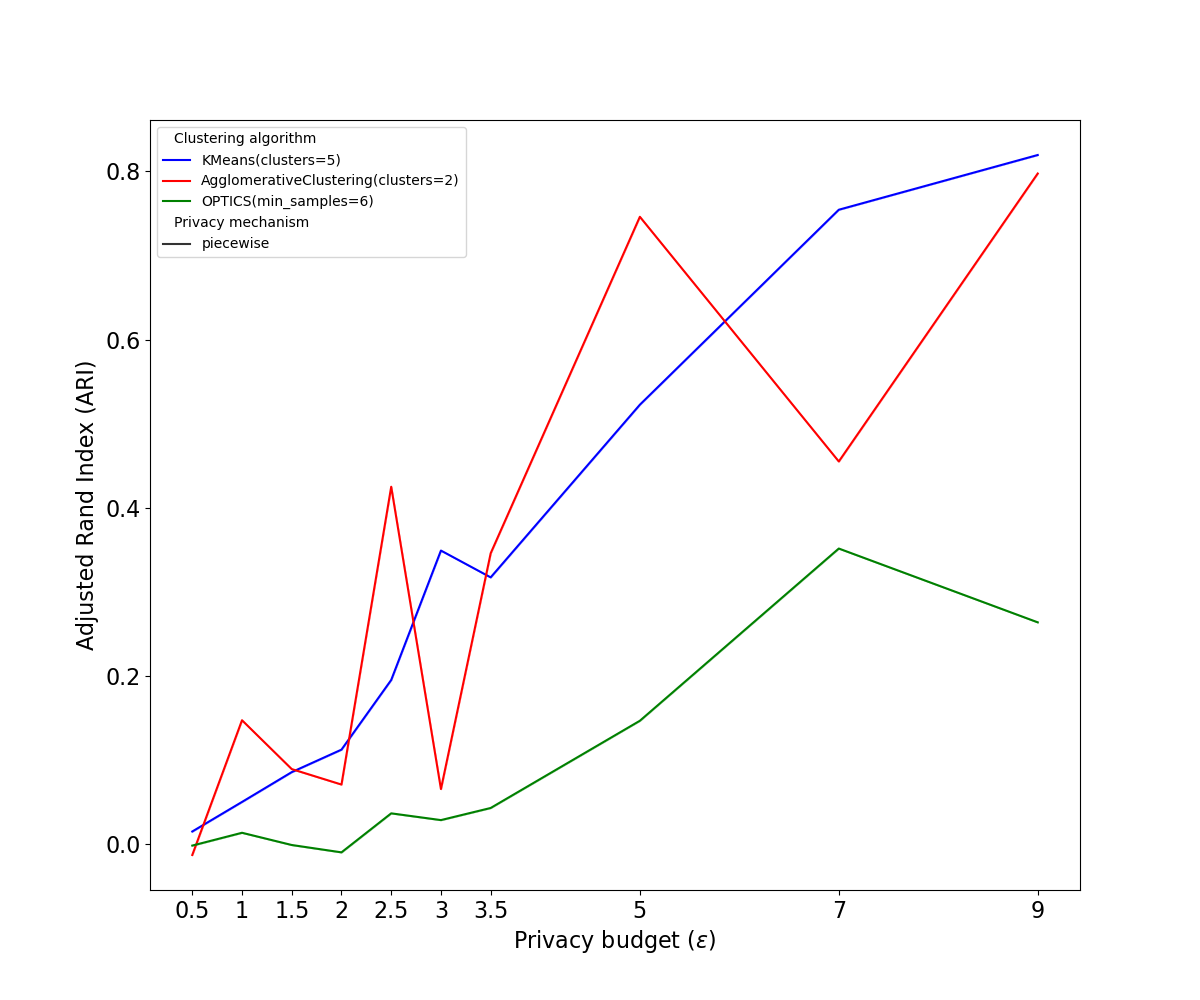 Clustering algorithm
KMeans(clusters=5)
AgglomerativeClustering(clusters=2)
OPTICS(min_samples=6)
Privacy mechanism
piecewise
Adjusted Rand Index (ARI)
0.8
0.6
0.4
0.2
0.0
0.5 1 1.5 2 2.5 3 3.5 5 7 9
Privacy budget (ε)